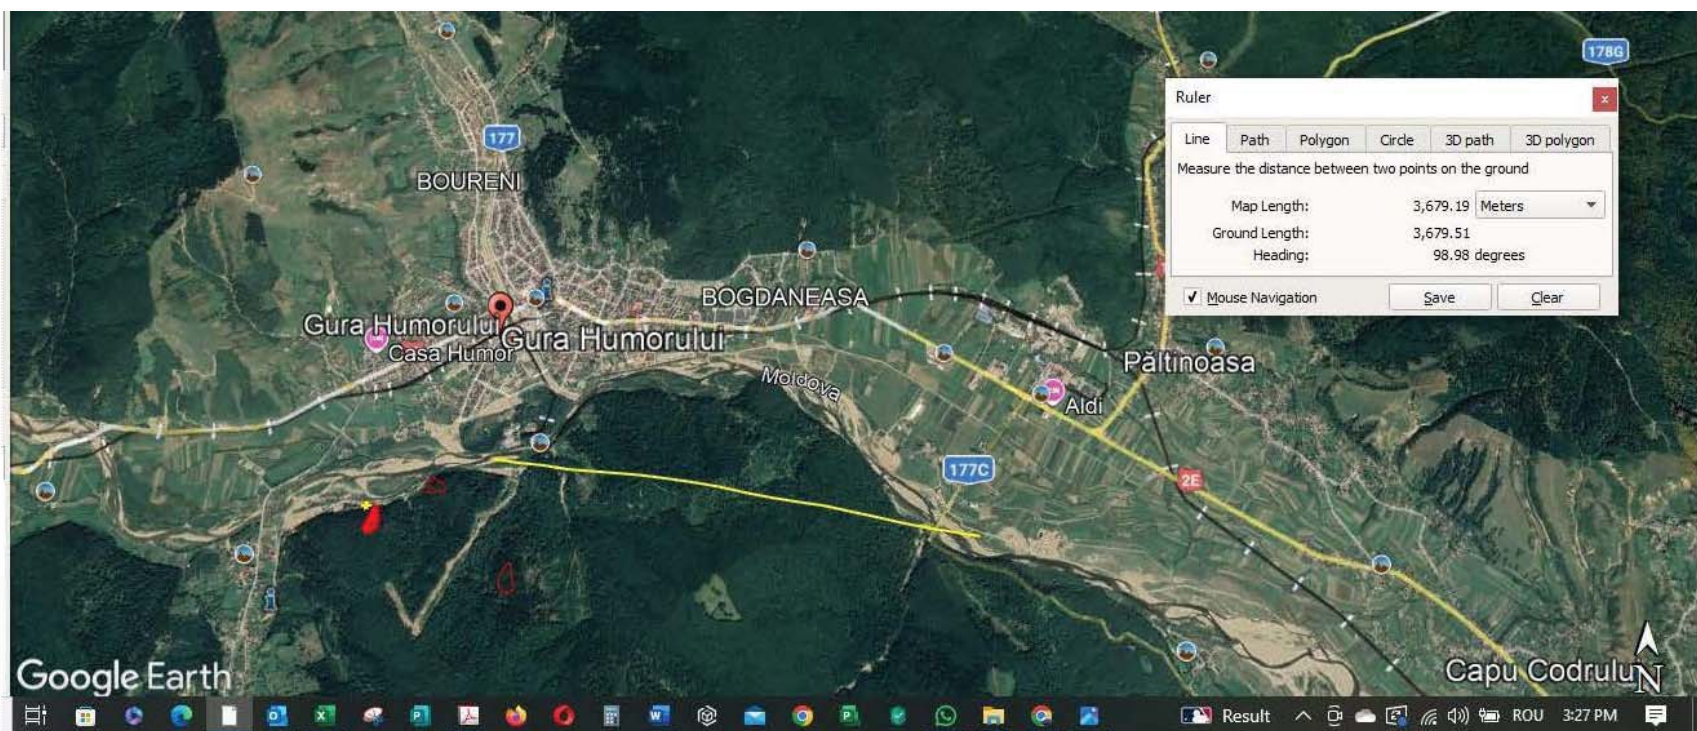 178G
Ruler
x
Line Path Polygon Circle 3D path 3D polygon
Measure the distance between two points on the ground
Map Length: 3,679.19 Meters
Ground Length: 3,679.51
Heading: 98.98 degrees
Mouse Navigation Save Clear
177
BOURENI
BOGDANEASA
Gura Humorului
Gura Humorului
Casa Humor
Moldova
Păltinoasa
Aldi
177C
2E
Capu Codrulu
N
Google Earth
Result ROU 3:27 PM